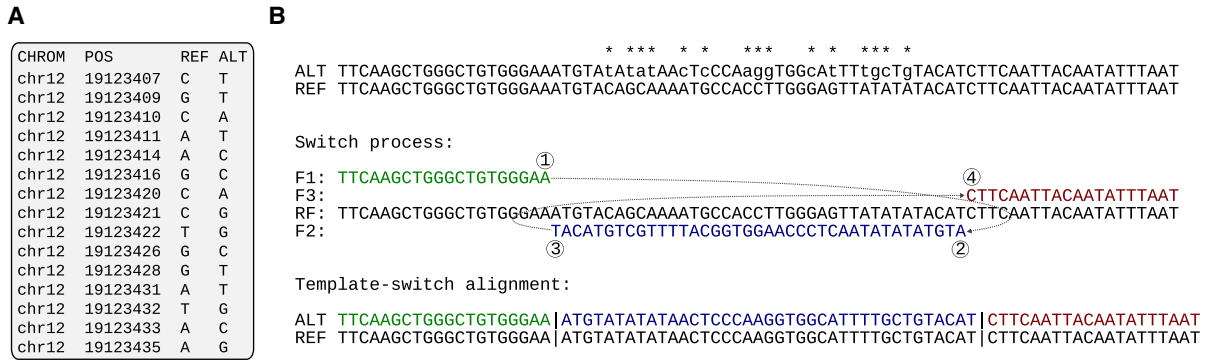 A
CHROM POS REF ALT
chr12 19123407 C T
chr12 19123409 G T
chr12 19123410 C A
chr12 19123411 A T
chr12 19123414 A C
chr12 19123416 G C
chr12 19123420 C A
chr12 19123421 C G
chr12 19123422 T G
chr12 19123426 G C
chr12 19123428 G T
chr12 19123431 A T
chr12 19123432 T G
chr12 19123433 A C
chr12 19123435 A G
B
* *** * * *** * * *** *
ALT TTCAAGCTGGGCTGTGGGAAATGTAtAtatAAcTcCCAaggTGGcAtTTtgcTgTACATCTTCAATTACAATATTTAAT
REF TTCAAGCTGGGCTGTGGGAAATGTACAGCAAAATGCCACCTTGGGAGTTATATATACATCTTCAATTACAATATTTAAT
Switch process:
① 
F1: TTCAAGCTGGGCTGTGGGAA
④
F3: CTTCAATTACAATATTTAAT
RF: TTCAAGCTGGGCTGTGGGAAATGTACAGCAAAATGCCACCTTGGGAGTTATATATACATCTTCAATTACAATATTTAAT
F2: TACATGTCGTTTTACGGTGGAACCCTCAATATATATGTA
③ ②
Template-switch alignment:
ALT TTCAAGCTGGGCTGTGGGAA|ATGTATATATAACTCCCAAGGTGGCATTTTGCTGTACAT|CTTCAATTACAATATTTAAT
REF TTCAAGCTGGGCTGTGGGAA|ATGTATATATAACTCCCAAGGTGGCATTTTGCTGTACAT|CTTCAATTACAATATTTAAT